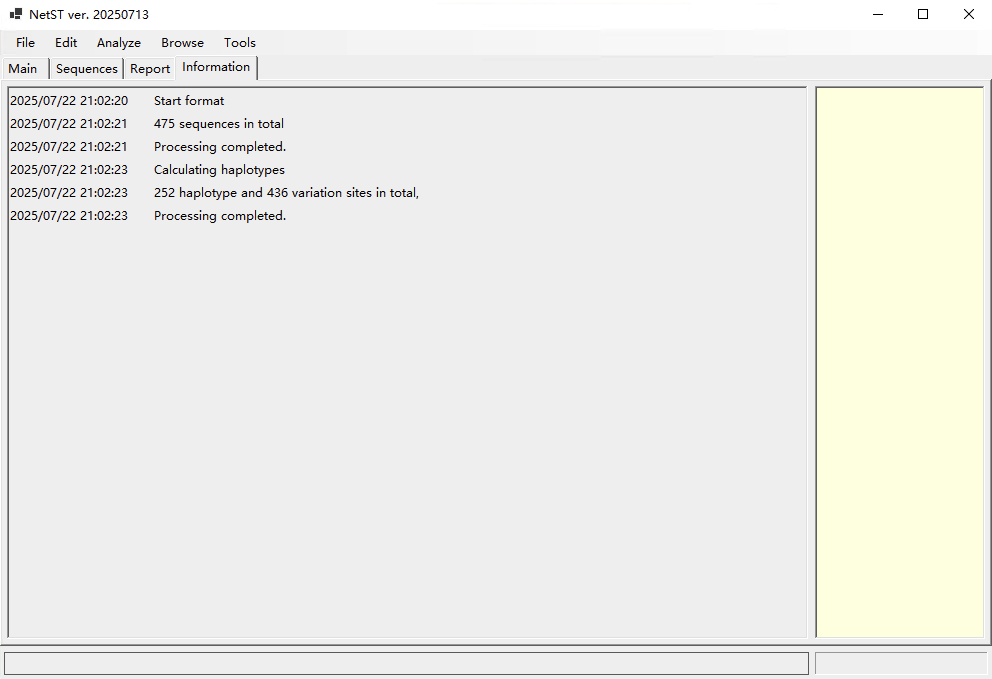 NetST ver. 20250713
File Edit Analyze Browse Tools
Main Sequences Report Information
2025/07/22 21:02:20 Start format
2025/07/22 21:02:21 475 sequences in total
2025/07/22 21:02:21 Processing completed.
2025/07/22 21:02:23 Calculating haplotypes
2025/07/22 21:02:23 252 haplotype and 436 variation sites in total,
2025/07/22 21:02:23 Processing completed.